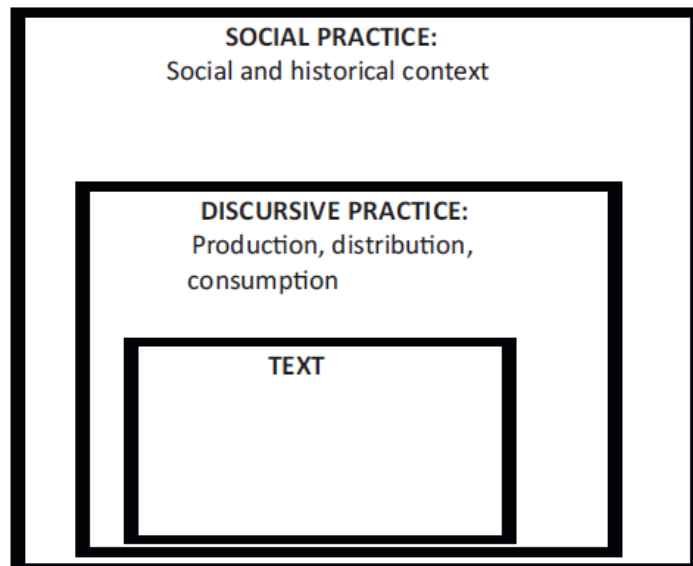 SOCIAL PRACTICE:
Social and historical context
DISCURSIVE PRACTICE:
Production, distribution,
consumption
TEXT